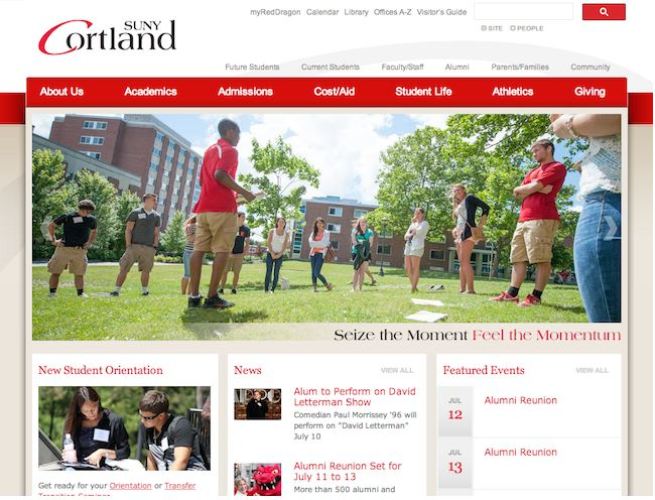 SUNY
Cortland
myRedDragon Calendar Library Offices A-Z Visitor's Guide
SITE PEOPLE
Future Students Current Students Faculty/Staff Alumni Parents/Families Community
About Us Academics Admissions Cost/Aid Student Life Athletics Giving
Seize the Moment Feel the Momentum
New Student Orientation
Get ready for your Orientation or Transfer
Transition Seminar
News VIEW ALL
Alum to Perform on David
Letterman Show
Comedian Paul Morrissey '96 will
perform on "David Letterman"
July 10
Alumni Reunion Set for
July 11 to 13
More than 500 alumni and
Featured Events VIEW ALL
JUL
12
Alumni Reunion
JUL
13
Alumni Reunion